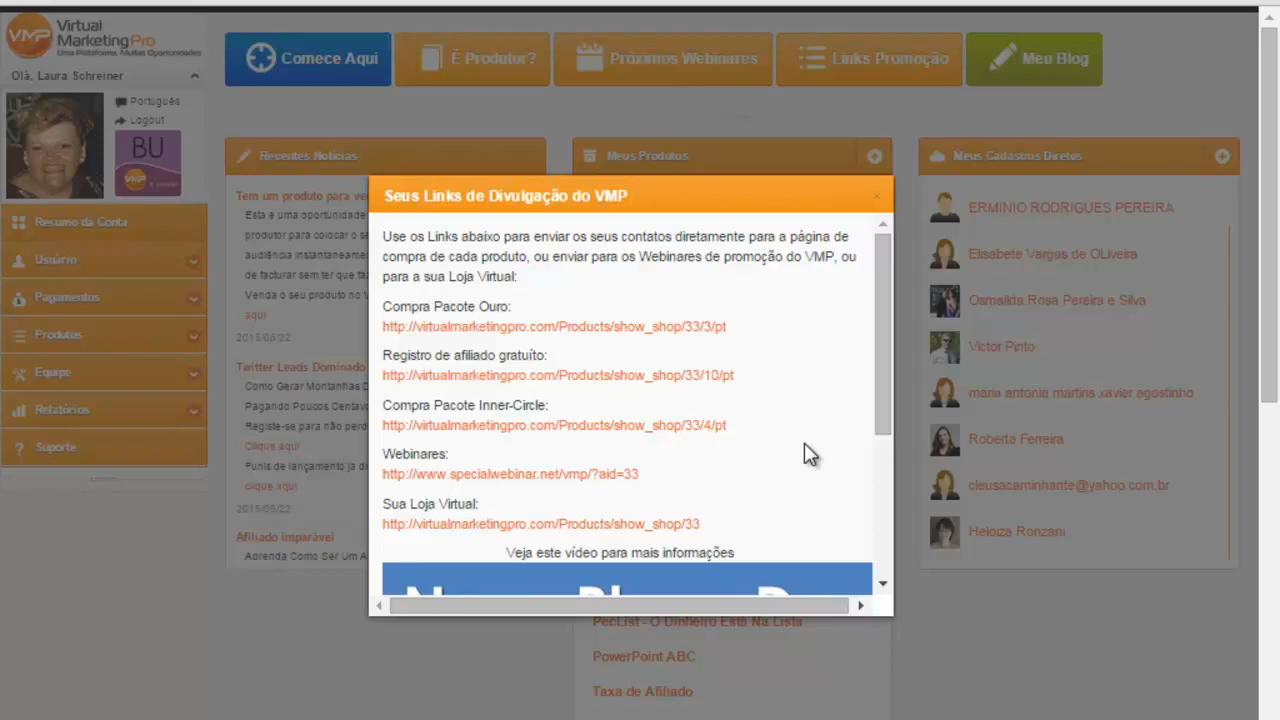 Virtual
Marketing Pro
VMP
Uma Plataforma, Muitas Oportunidades
Olá, Laura Schreiner
Português
Logout
BU
VMP
Resumo da Conta
Usuário
Pagamentos
Produtos
Equipe
Relatórios
Suporte
Comece Aqui
É Produtor?
Próximos Webinares
Links Promoção
Meu Blog
Recentes Notícias
Tem um produto para ve
Esta e uma oportunidade
produtor para colocar o se
audiência instantaneame
de facturar sem ter que fa
Venda o seu produto no V
aqui
2015/06/22
Twitter Leads Dominado
Como Gerar Montanhas D
Pagando Poucos Centavo
Registe-se para não perd
Clique aqui
Punis de lançamento ja di
clique aqui
2015/06/22
Afiliado Imparável
Aprenda Como Ser Um A
Meus Produtos
Seus Links de Divulgação do VMP
Use os Links abaixo para enviar os seus contatos diretamente para a página de
compra de cada produto, ou enviar para os Webinares de promoção do VMP, ou
para a sua Loja Virtual:
Compra Pacote Ouro:
http://virtualmarketingpro.com/Products/show_shop/33/3/pt
Registro de afiliado gratuíto:
http://virtualmarketingpro.com/Products/show_shop/33/10/pt
Compra Pacote Inner-Circle:
http://virtualmarketingpro.com/Products/show_shop/33/4/pt
Webinares:
http://www.specialwebinar.net/vmp/?aid=33
Sua Loja Virtual:
http://virtualmarketingpro.com/Products/show_shop/33
Veja este vídeo para mais informações
PecList - O Dinheiro Está Na Lista
PowerPoint ABC
Taxa de Afiliado
Meus Cadastros Diretos
ERMINIO RODRIGUES PEREIRA
Elisabete Vargas de OLiveira
Osmailda Rosa Pereira e Silva
Victor Pinto
maria antonia martins xavier agostinho
Roberta Ferreira
cleusacaminhante@yahoo.com.br
Heloiza Ronzani